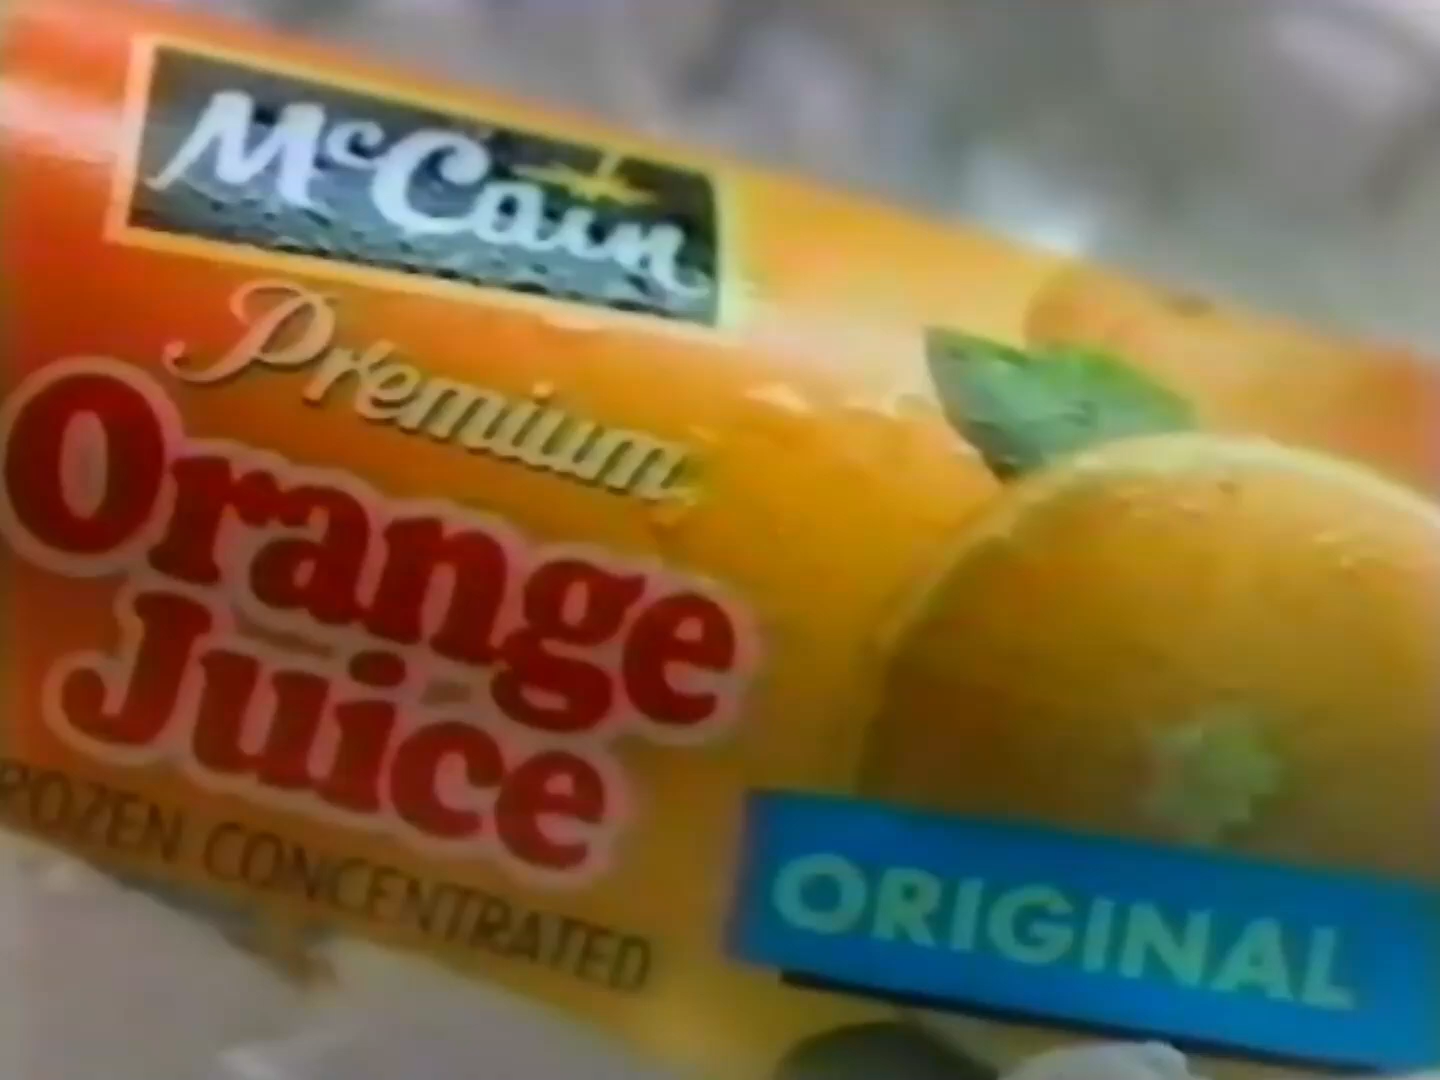 McCain
Premium
Orange
Juice
ROZEN CONCENTRATED
ORIGINAL